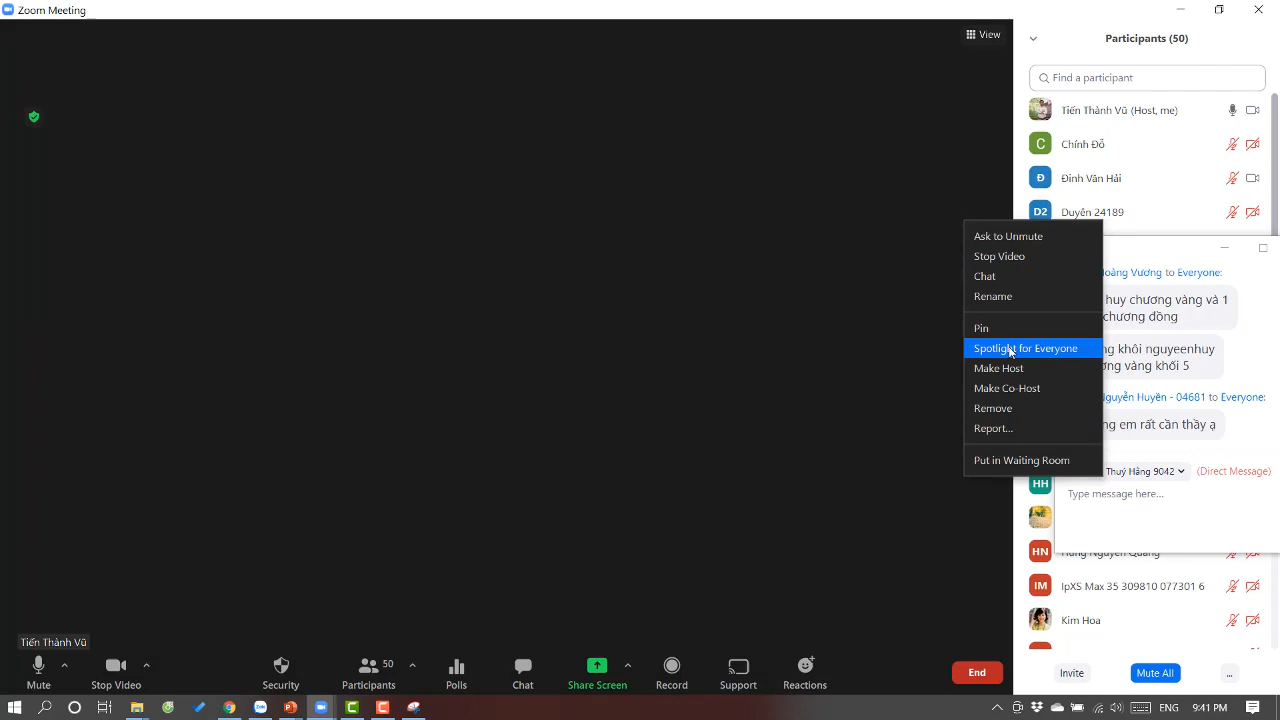 Zoom Meeting
View
Participants (50)
Find a participant
Tiến Thành Vũ (Host, me)
C
Chính Đỗ
Đ
Đinh Văn Hải
D2
Duyên 24189
Ask to Unmute
Stop Video
Chat
Rename
Pin
Spotlight for Everyone
Make Host
Make Co-Host
Remove
Report...
Put in Waiting Room
oàng Vương to Everyone:
huy chương vàng và 1
chương đồng
g khôi nguyeenhuy
ng vàng khối 5
guyễn Huyền - 04681 to Everyone:
ng em rất cần thầy ạ
Thuý Hằng 9042
(Direct Message)
Type message here...
HH
HN
Hung Nguyen Quang
IM
IpXS Max 35 309810 077301 6
Kim Hoa
Tiến Thành Vũ
Mute
Stop Video
Security
50
Participants
Polls
Chat
Share Screen
Record
Support
Reactions
End
Invite
Mute All
...
Zalo
ENG
9:41 PM